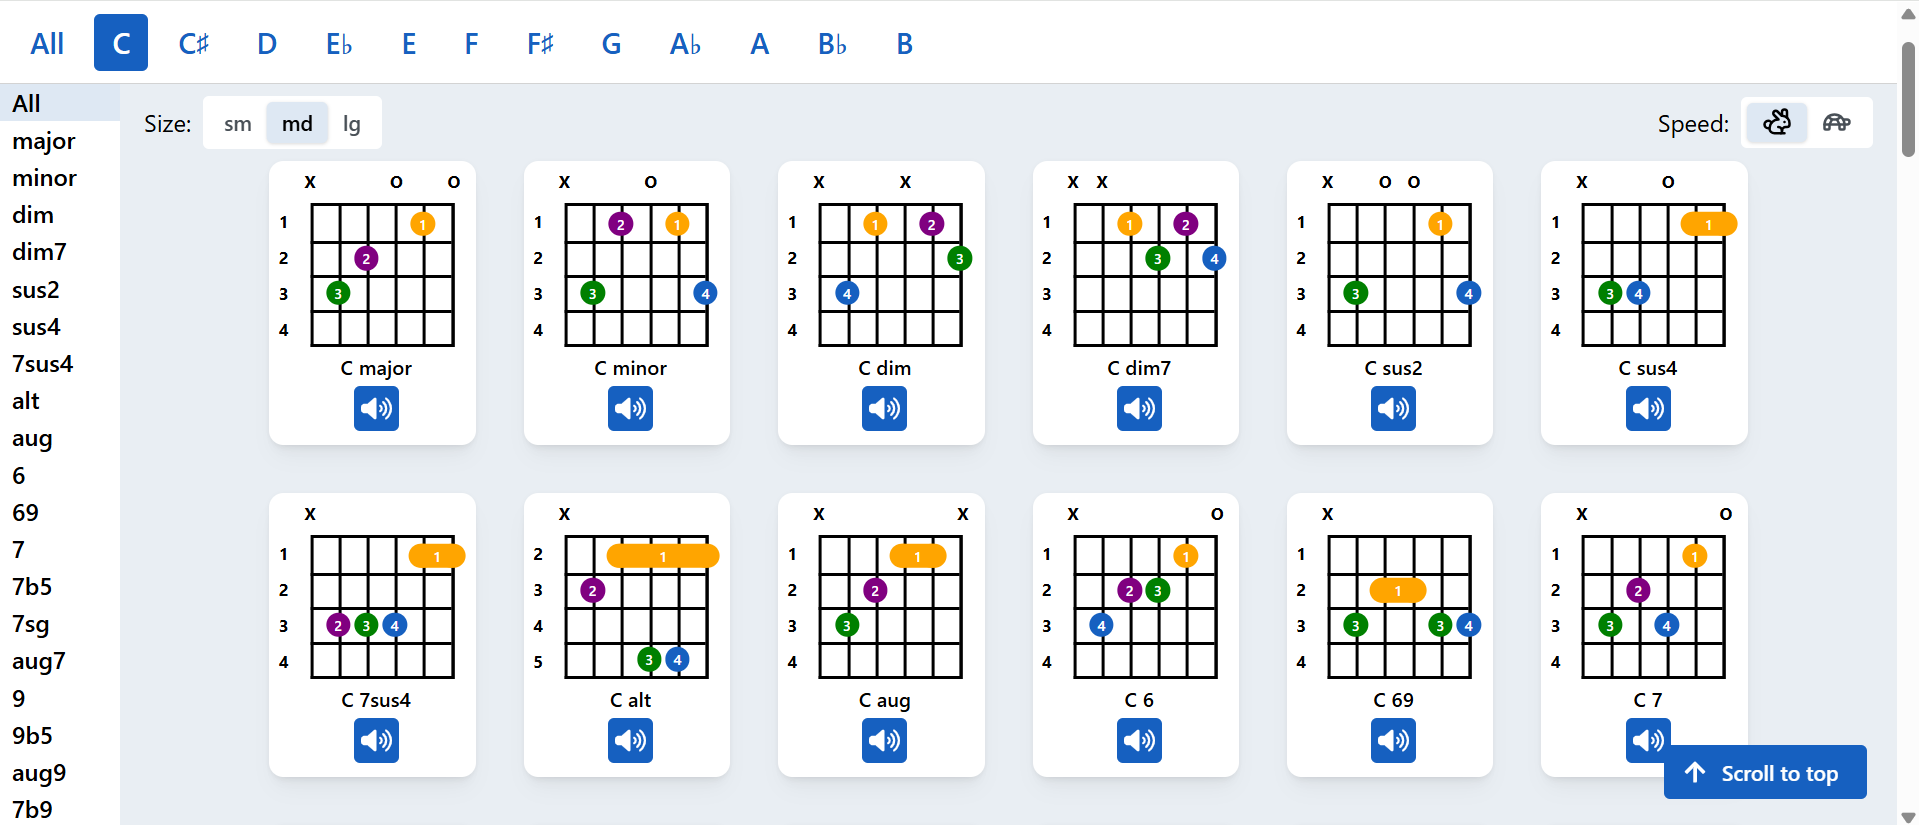 All C C♯ D E♭ E F F♯ G A♭ A B♭ B
All
major
minor
dim
dim7
sus2
sus4
7sus4
alt
aug
6
69
7
7b5
7sg
aug7
9
9b5
aug9
7b9
Size: sm md lg
Speed:
X O O
1 1
2 2
3 3
4
C major
X O
1 2 1
2
3 3 4
4
C minor
X X
1 1 2
2 3
3 4
4
C dim
X X
1 1 2
2 3 4
3
4
C dim7
X O O
1 1
2
3 3 4
4
C sus2
X O
1 1
2
3 3 4
4
C sus4
X
1 1
2
3 2 3 4
4
C 7sus4
X
2 1
3 2
4
5 3 4
C alt
X X
1 1
2 2
3 3
4
C aug
X O
1 1
2 2 3
3 4
4
C 6
X
1
2 1
3 3 3 4
4
C 69
X O
1 1
2 2
3 3 4
4
C 7
Scroll to top